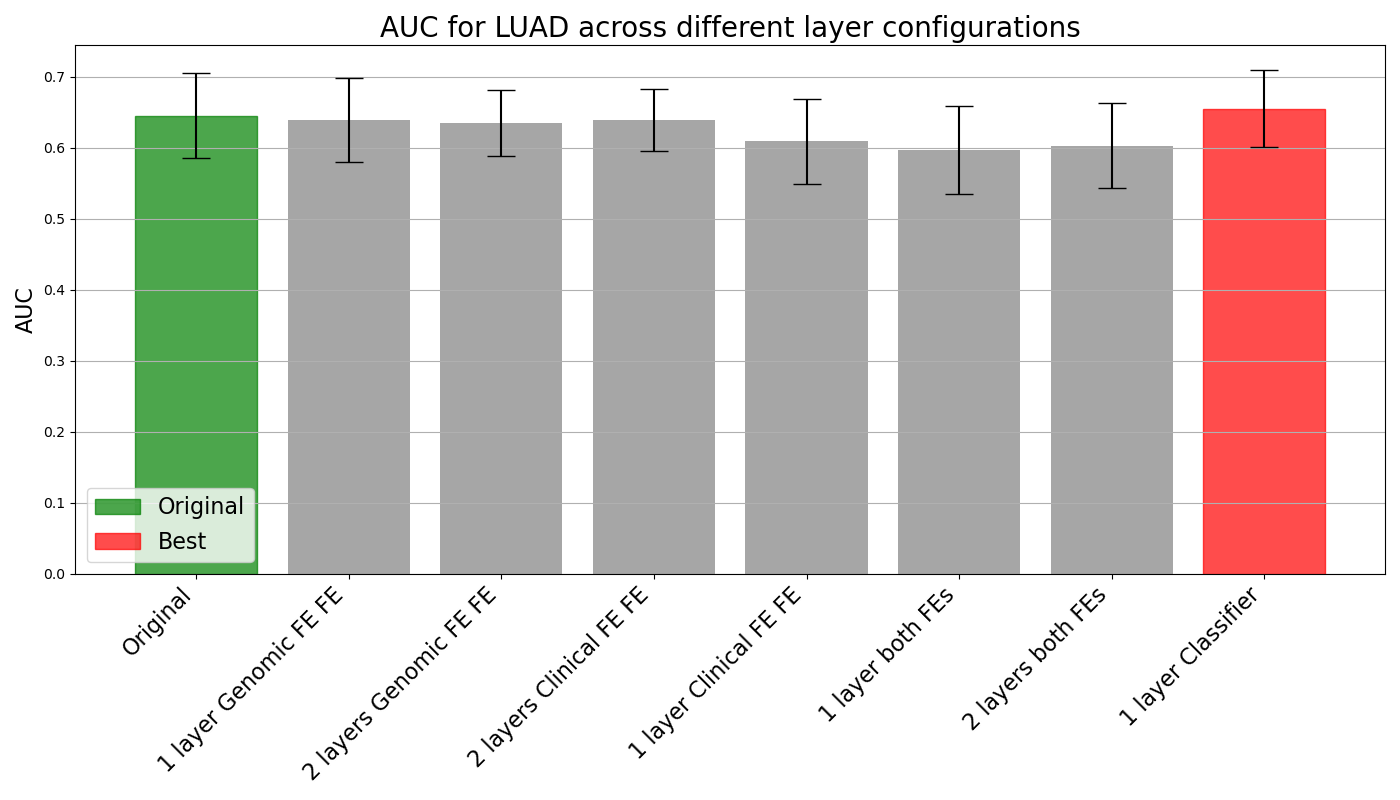 AUC for LUAD across different layer configurations
AUC
0.7
0.6
0.5
0.4
0.3
0.2
0.1
0.0
Original
Best
Original
1 layer Genomic FE FE
2 layers Genomic FE FE
2 layers Clinical FE FE
1 layer Clinical FE FE
1 layer both FEs
2 layers both FEs
1 layer Classifier